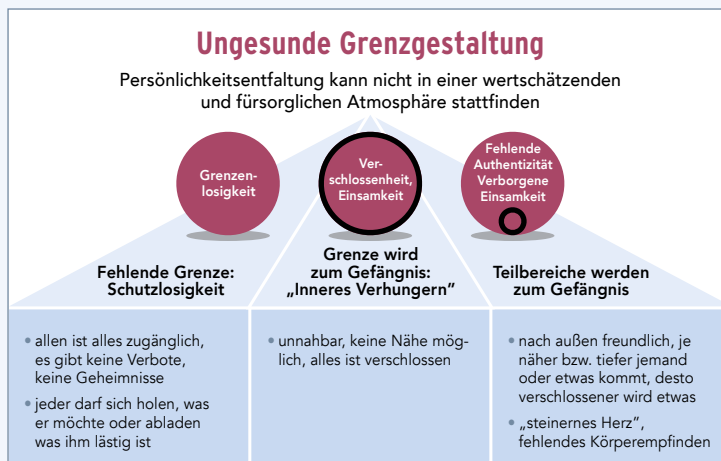 Ungesunde Grenzgestaltung
Persönlichkeitsentfaltung kann nicht in einer wertschätzenden
und fürsorglichen Atmosphäre stattfinden
Grenzen-
losigkeit
Ver-
schlossenheit,
Einsamkeit
Fehlende
Authentizität
Verborgene
Einsamkeit
Fehlende Grenze:
Schutzlosigkeit
Grenze wird
zum Gefängnis:
„Inneres Verhungern”
Teilbereiche werden
zum Gefängnis
• allen ist alles zugänglich,
es gibt keine Verbote,
keine Geheimnisse
• jeder darf sich holen, was
er möchte oder abladen
was ihm lästig ist
• unnahbar, keine Nähe mög-
lich, alles ist verschlossen
• nach außen freundlich, je
näher bzw. tiefer jemand
oder etwas kommt, desto
verschlossener wird etwas
• „steinernes Herz”,
fehlendes Körperempfinden